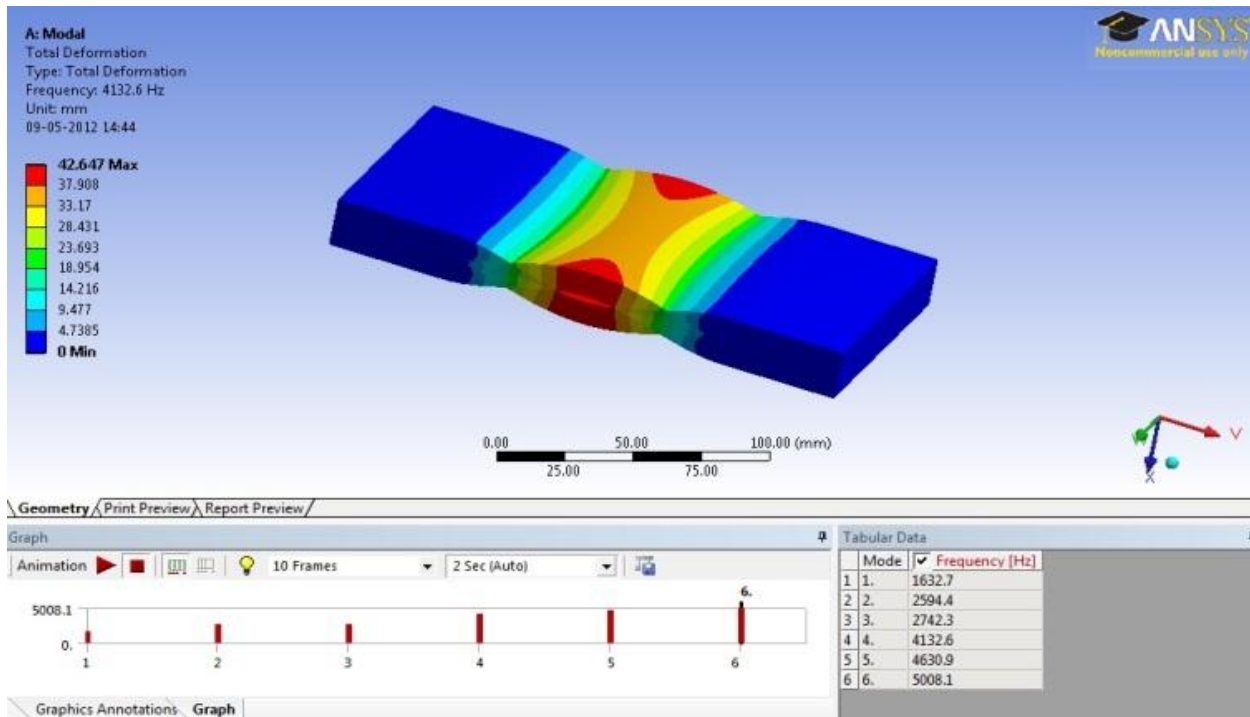 A: Modal
Total Deformation
Type: Total Deformation
Frequency: 4132.6 Hz
Unit: mm
09-05-2012 14:44
ANSYS
Noncommercial use only
42.647 Max
37.908
33.17
28.431
23.693
18.954
14.216
9.477
4.7385
0 Min
0.00 50.00 100.00 (mm)
25.00 75.00
X
Geometry Print Preview Report Preview
Graph
Animation 10 Frames 2 Sec (Auto)
6.
5008.1
0.
1 2 3 4 5 6
Graphics Annotations Graph
Tabular Data
Mode Frequency [Hz]
1 1. 1632.7
2 2. 2594.4
3 3. 2742.3
4 4. 4132.6
5 5. 4630.9
6 6. 5008.1